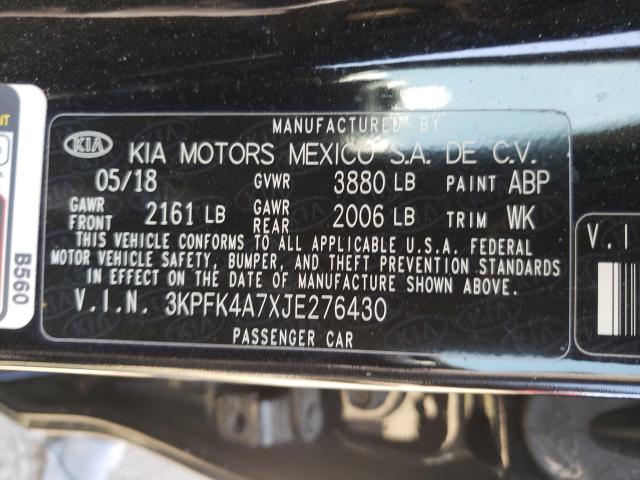 MANUFACTURED BY
KIA KIA MOTORS MEXICO S.A. DE C.V.
05/18 GVWR 3880 LB PAINT ABP
GAWR FRONT 2161 LB GAWR REAR 2006 LB TRIM WK
THIS VEHICLE CONFORMS TO ALL APPLICABLE U.S.A. FEDERAL
MOTOR VEHICLE SAFETY, BUMPER, AND THEFT PREVENTION STANDARDS
IN EFFECT ON THE DATE OF MANUFACTURE SHOWN ABOVE.
V.I.N. 3KPFK4A7XJE276430
PASSENGER CAR
B560
V.I